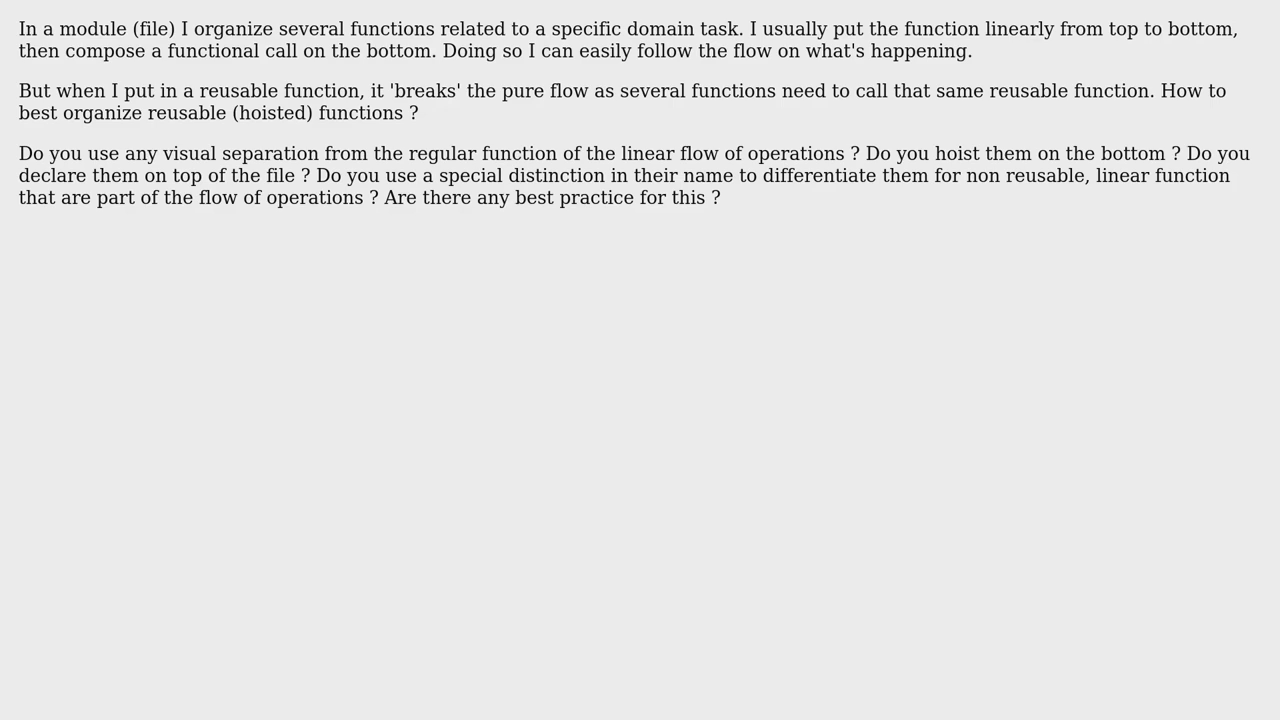 In a module (file) I organize several functions related to a specific domain task. I usually put the function linearly from top to bottom,
then compose a functional call on the bottom. Doing so I can easily follow the flow on what's happening.
But when I put in a reusable function, it 'breaks' the pure flow as several functions need to call that same reusable function. How to
best organize reusable (hoisted) functions ?
Do you use any visual separation from the regular function of the linear flow of operations ? Do you hoist them on the bottom ? Do you
declare them on top of the file ? Do you use a special distinction in their name to differentiate them for non reusable, linear function
that are part of the flow of operations ? Are there any best practice for this ?